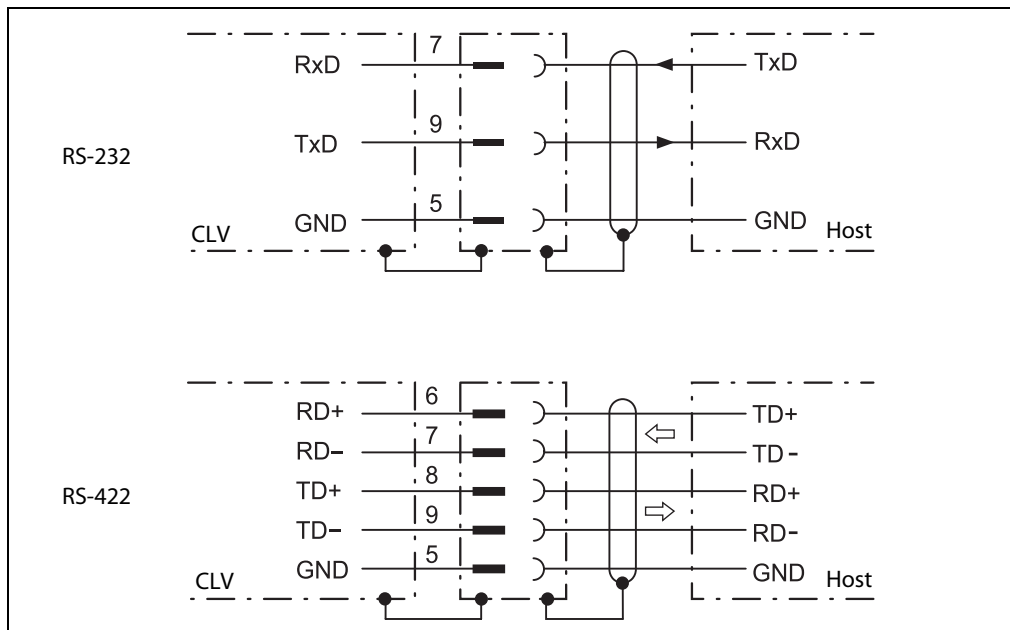 RxD 7 TxD
RS-232
TxD 9 RxD
GND 5 GND
CLV Host
RD+ 6 TD+
RD− 7 TD -
RS-422
TD+ 8 RD+
TD− 9 RD-
GND 5 GND
CLV Host